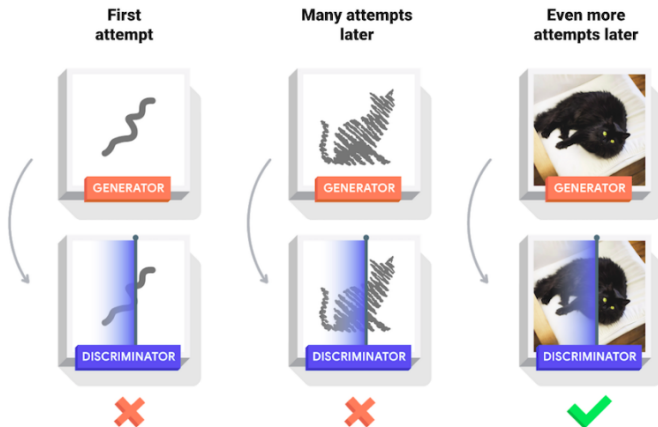 First
attempt
Many attempts
later
Even more
attempts later
GENERATOR
GENERATOR
GENERATOR
DISCRIMINATOR
DISCRIMINATOR
DISCRIMINATOR